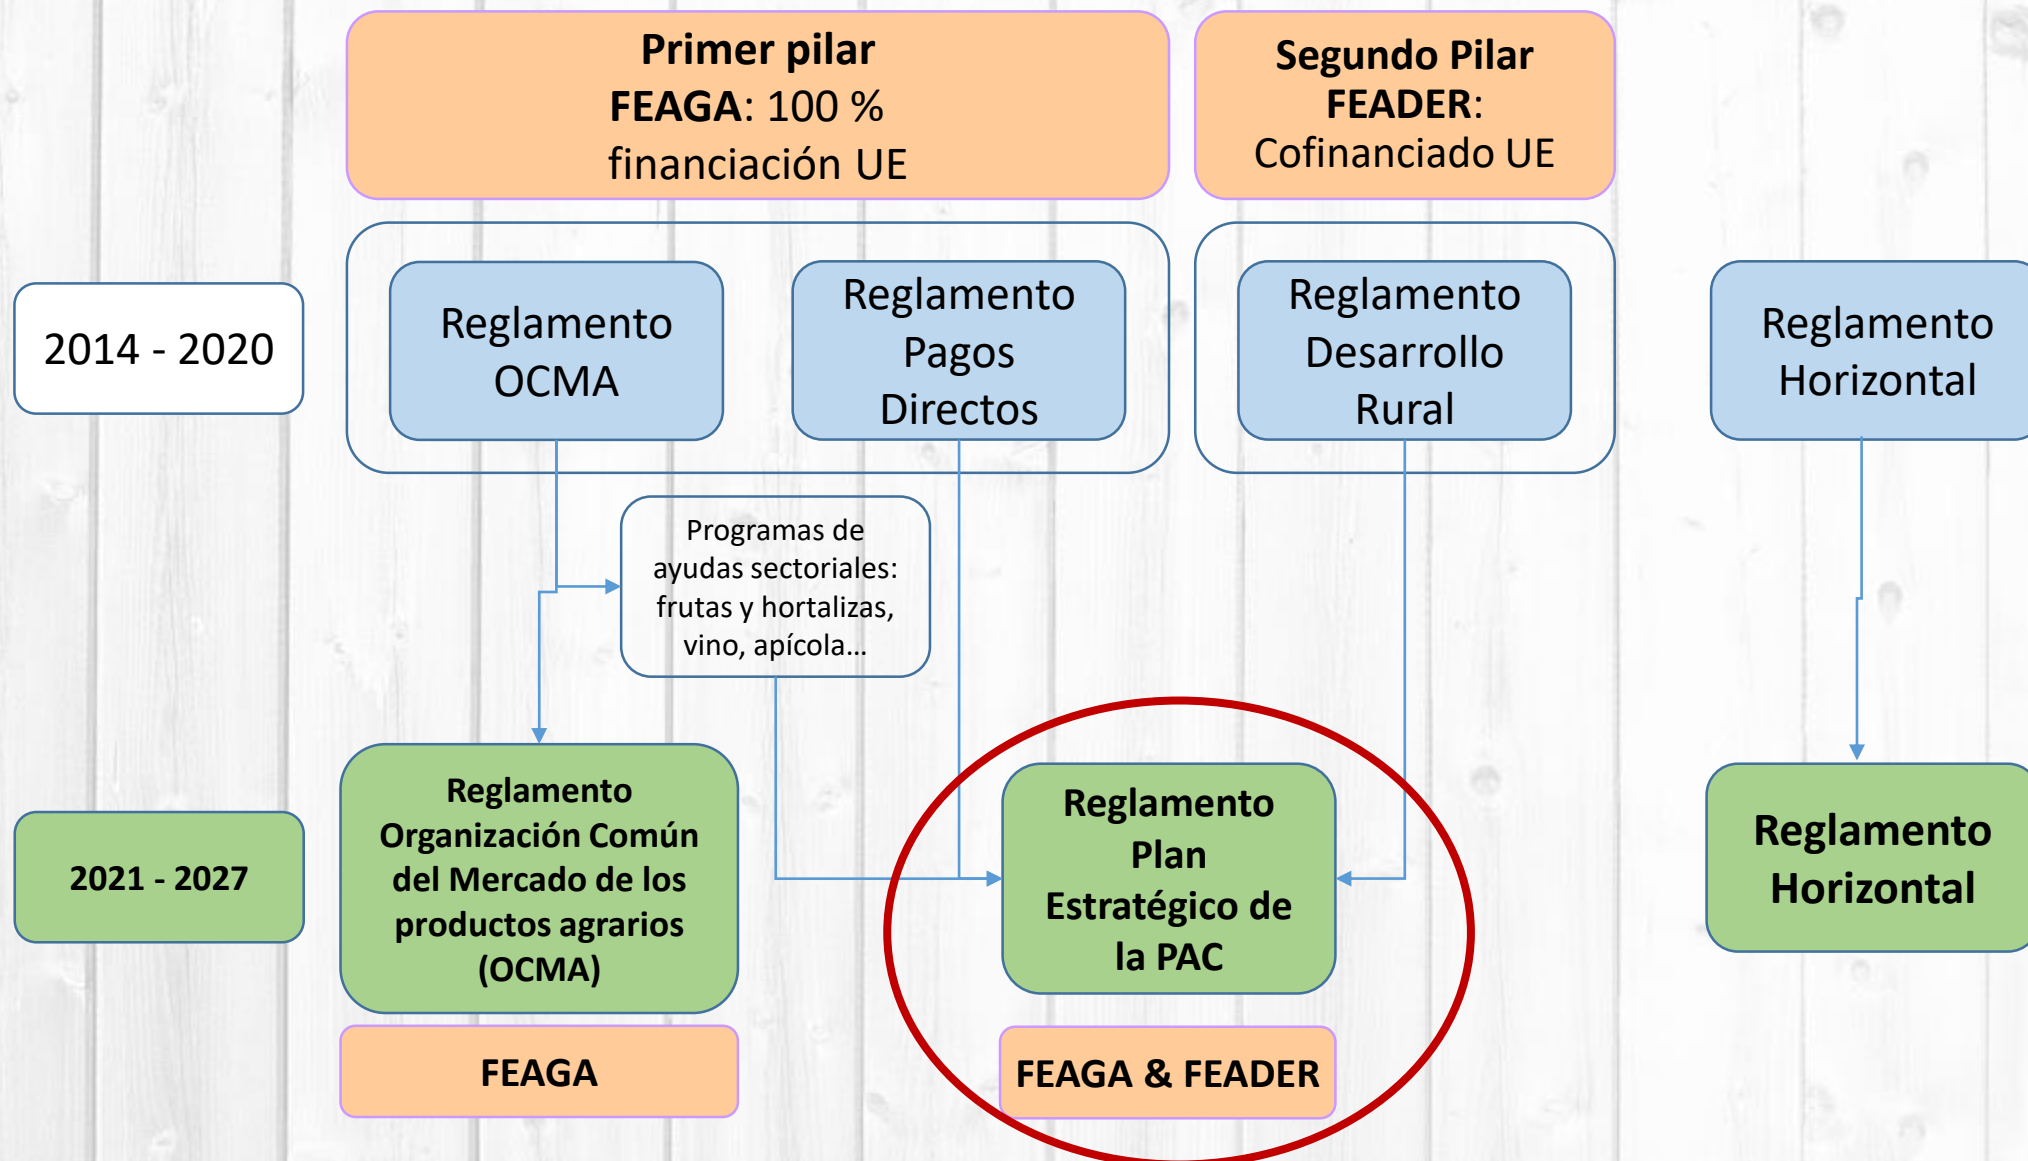 Primer pilar
FEAGA: 100 %
financiación UE
Segundo Pilar
FEADER:
Cofinanciado UE
2014 - 2020
Reglamento
OCMA
Reglamento
Pagos
Directos
Reglamento
Desarrollo
Rural
Reglamento
Horizontal
Programas de
ayudas sectoriales:
frutas y hortalizas,
vino, apícola...
2021 - 2027
Reglamento
Organización Común
del Mercado de los
productos agrarios
(OCMA)
Reglamento
Plan
Estratégico de
la PAC
Reglamento
Horizontal
FEAGA
FEAGA & FEADER